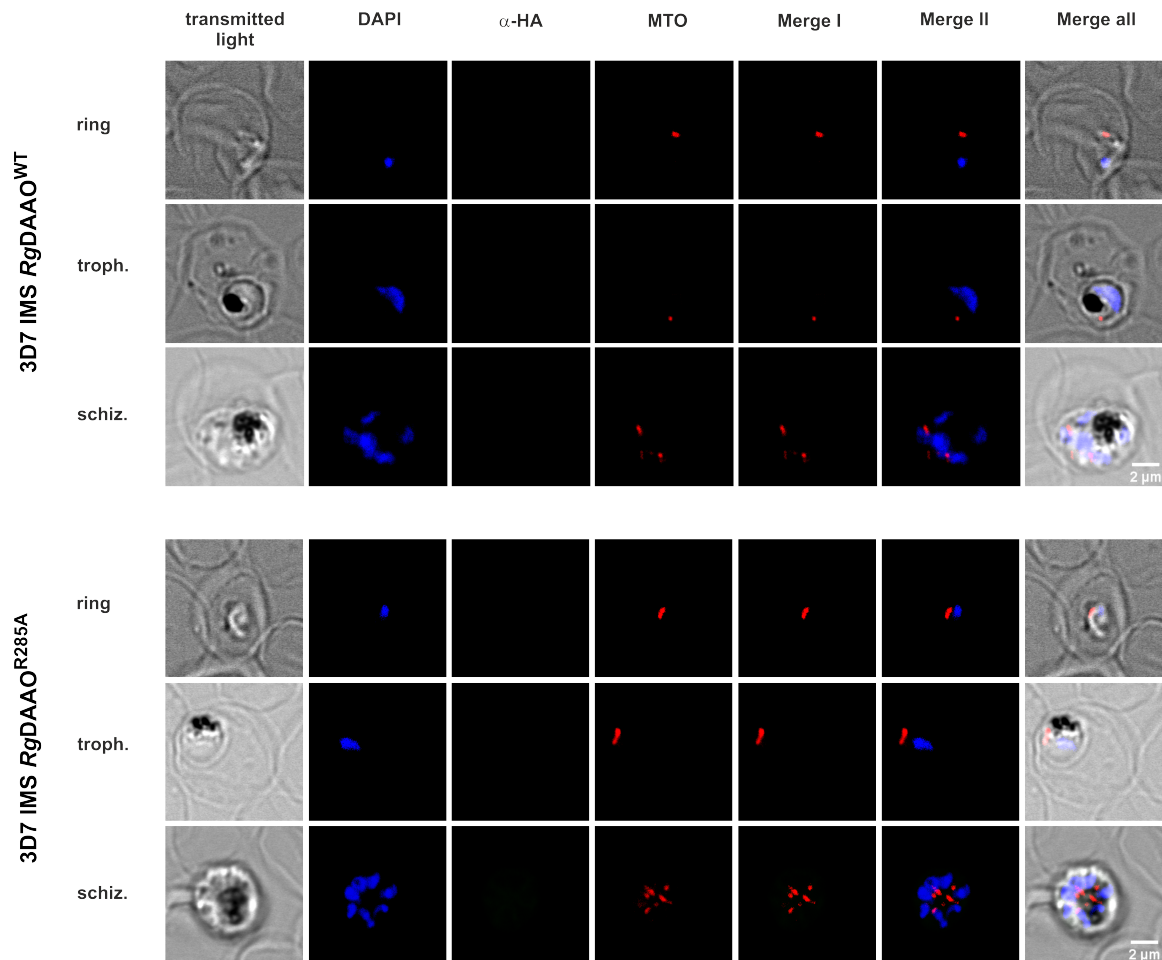 transmitted
light
DAPI
α-HA
MTO
Merge I
Merge II
Merge all
3D7 IMS RgDAAO^WT
ring
troph.
schiz.
2 µm
3D7 IMS RgDAAO^R285A
ring
troph.
schiz.
2 µm